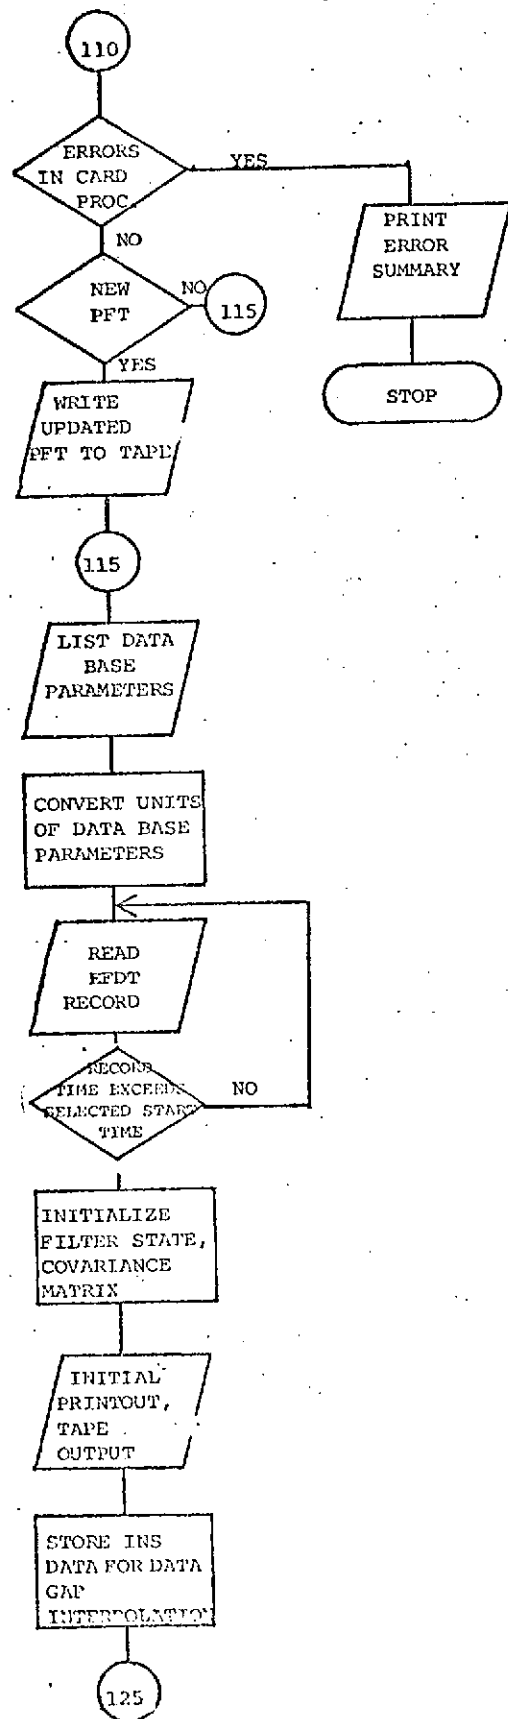 110
ERRORS
IN CARD
PROC.
YES
PRINT
ERROR
SUMMARY
STOP
NO
NEW
PFT
NO
115
YES
WRITE
UPDATED
PFT TO TAPE
115
LIST DATA
BASE
PARAMETERS
CONVERT UNITS
OF DATA BASE
PARAMETERS
READ
EFDT
RECORD
RECORD
TIME EXCEEDS
SELECTED START
TIME
NO
INITIALIZE
FILTER STATE,
COVARIANCE
MATRIX
INITIAL
PRINTOUT,
TAPE
OUTPUT
STORE INS
DATA FOR DATA
GAP
INTERPOLATION
125